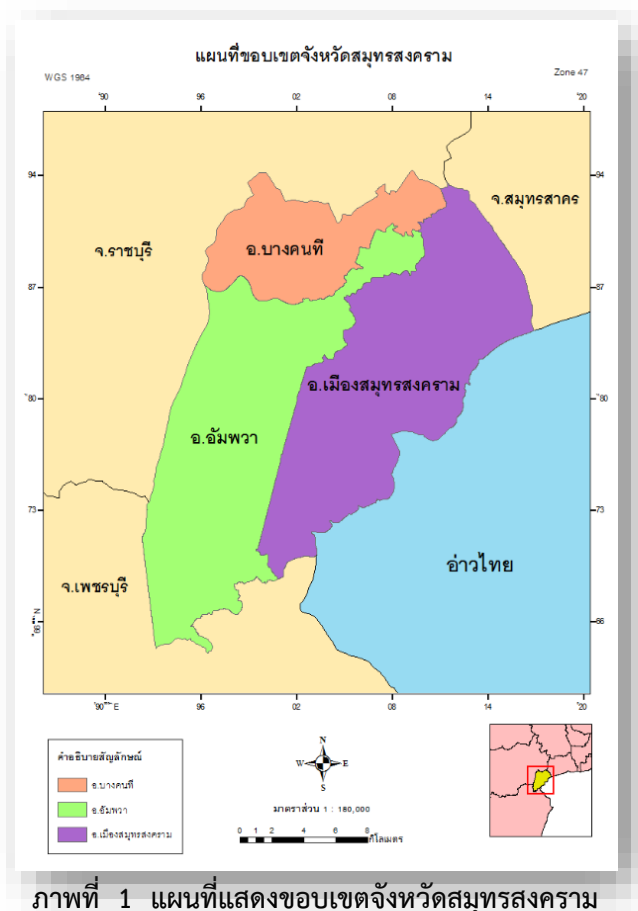 แผนที่ขอบเขตจังหวัดสมุทรสงคราม
WGS 1984
Zone 47
°90 96 02 08 14 °20
94 94
จ.สมุทรสาคร
จ.ราชบุรี
อ.บางคนที
87 87
อ.เมืองสมุทรสงคราม
°80 °80
อ.อัมพวา
73 73
อ่าวไทย
จ.เพชรบุรี
66
°90 E 96 02 08 14 °20
N
W E
S
คำอธิบายสัญลักษณ์
อ.บางคนที
อ.อัมพวา
อ.เมืองสมุทรสงคราม
มาตราส่วน 1 : 180,000
0 1 2 4 6 8
กิโลเมตร
ภาพที่ 1 แผนที่แสดงขอบเขตจังหวัดสมุทรสงคราม